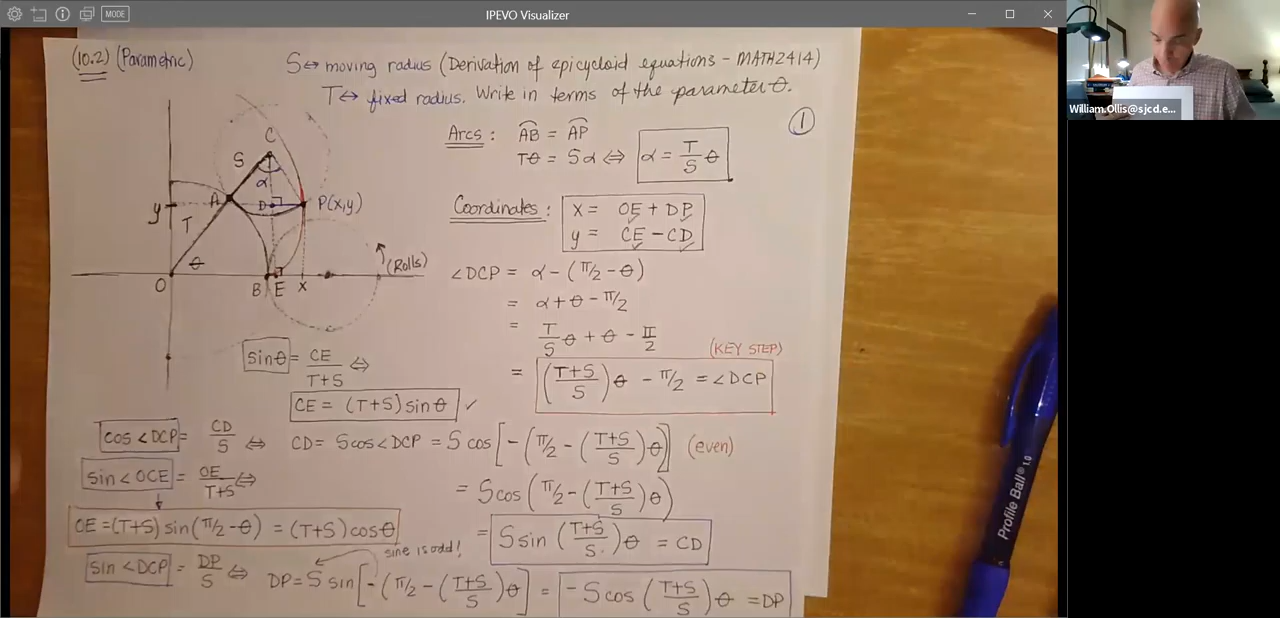 MODE
IPEVO Visualizer
William.Ollis@sjcd.e...
(10.2) (Parametric)
S ↔ moving radius (Derivation of epicycloid equations - MATH2414)
T ↔ fixed radius. Write in terms of the parameter θ.
①
Arcs: AB = AP
Tθ = Sα ⇔ α = T/S θ
C
S
α
y
A
D
P(x,y)
T
θ
O
B
E
X
(Rolls)
Coordinates: x = OE + DP
y = CE - CD
∠DCP = α - (π/2 - θ)
= α + θ - π/2
= T/S θ + θ - π/2
(KEY STEP)
= ((T+S)/S) θ - π/2 = ∠DCP
sinθ = CE/(T+S) ⇔
CE = (T+S) sinθ ✓
cos∠DCP = CD/S ⇔ CD = S cos∠DCP = S cos[-(π/2 - ((T+S)/S)θ)] (even)
sin∠OCE = OE/(T+S) ⇔
= S cos(π/2 - ((T+S)/S)θ)
OE = (T+S) sin(π/2 - θ) = (T+S) cosθ
= S sin((T+S)/S)θ = CD
sine is odd!
sin∠DCP = DP/S ⇔ DP = S sin[-(π/2 - ((T+S)/S)θ] = -S cos((T+S)/S)θ = DP
Profile Ball 1.0